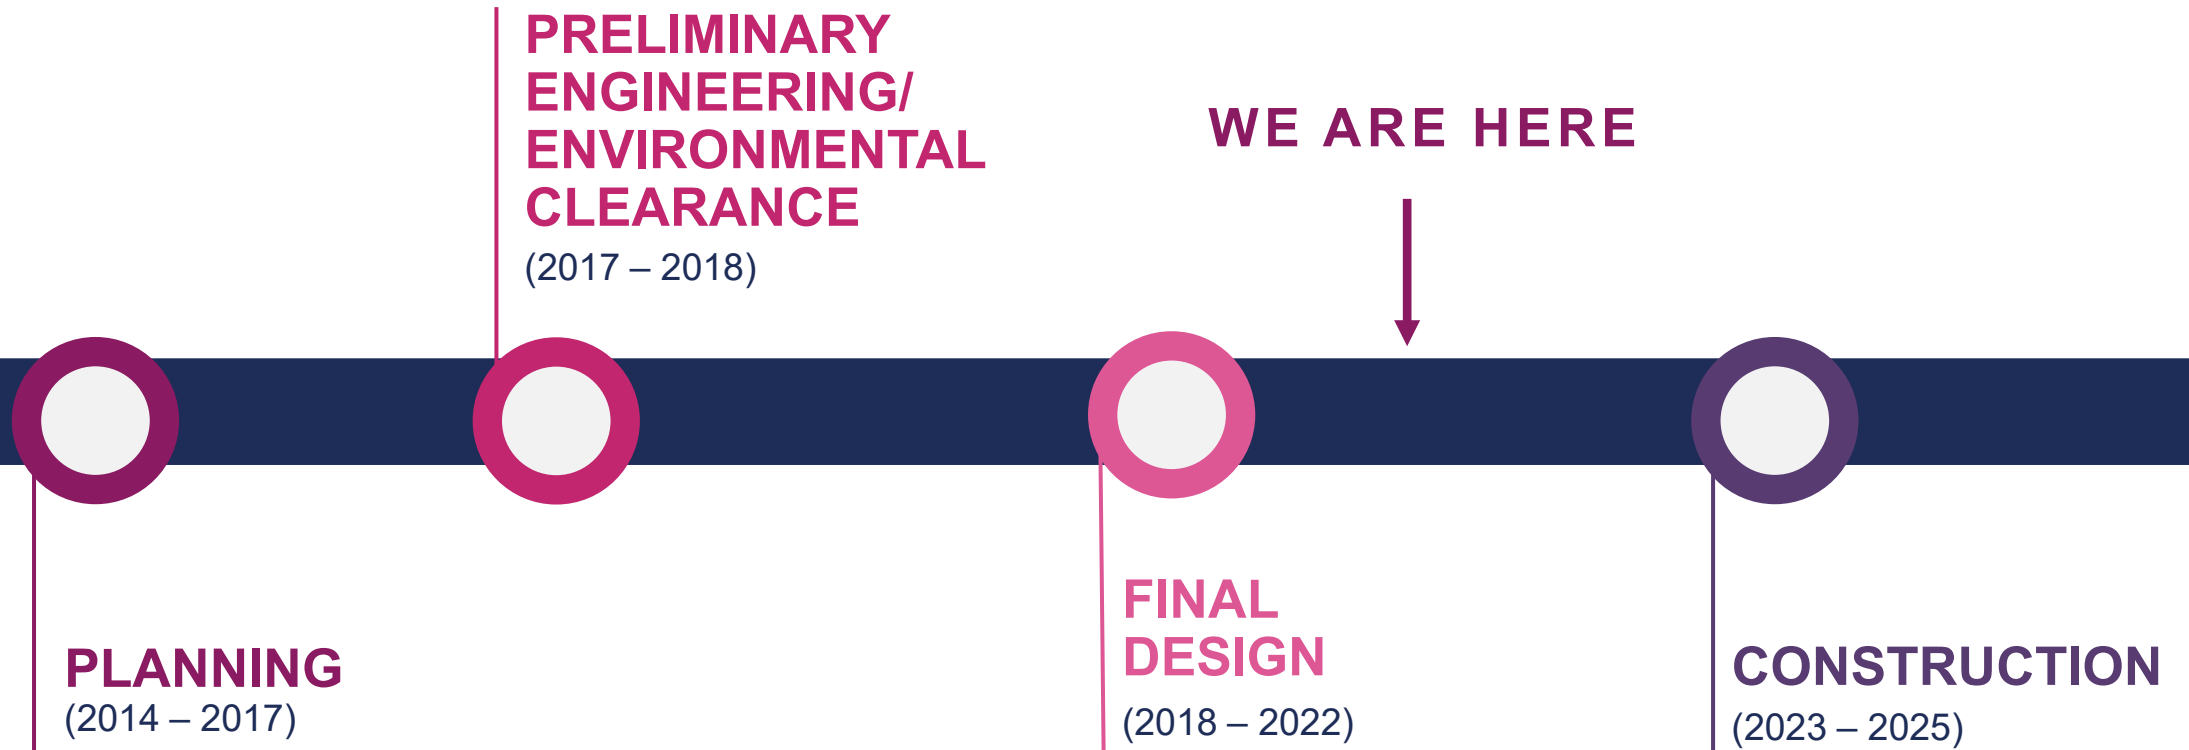 PRELIMINARY
ENGINEERING/
ENVIRONMENTAL
CLEARANCE
(2017 – 2018)
WE ARE HERE
PLANNING
(2014 – 2017)
FINAL
DESIGN
(2018 – 2022)
CONSTRUCTION
(2023 – 2025)